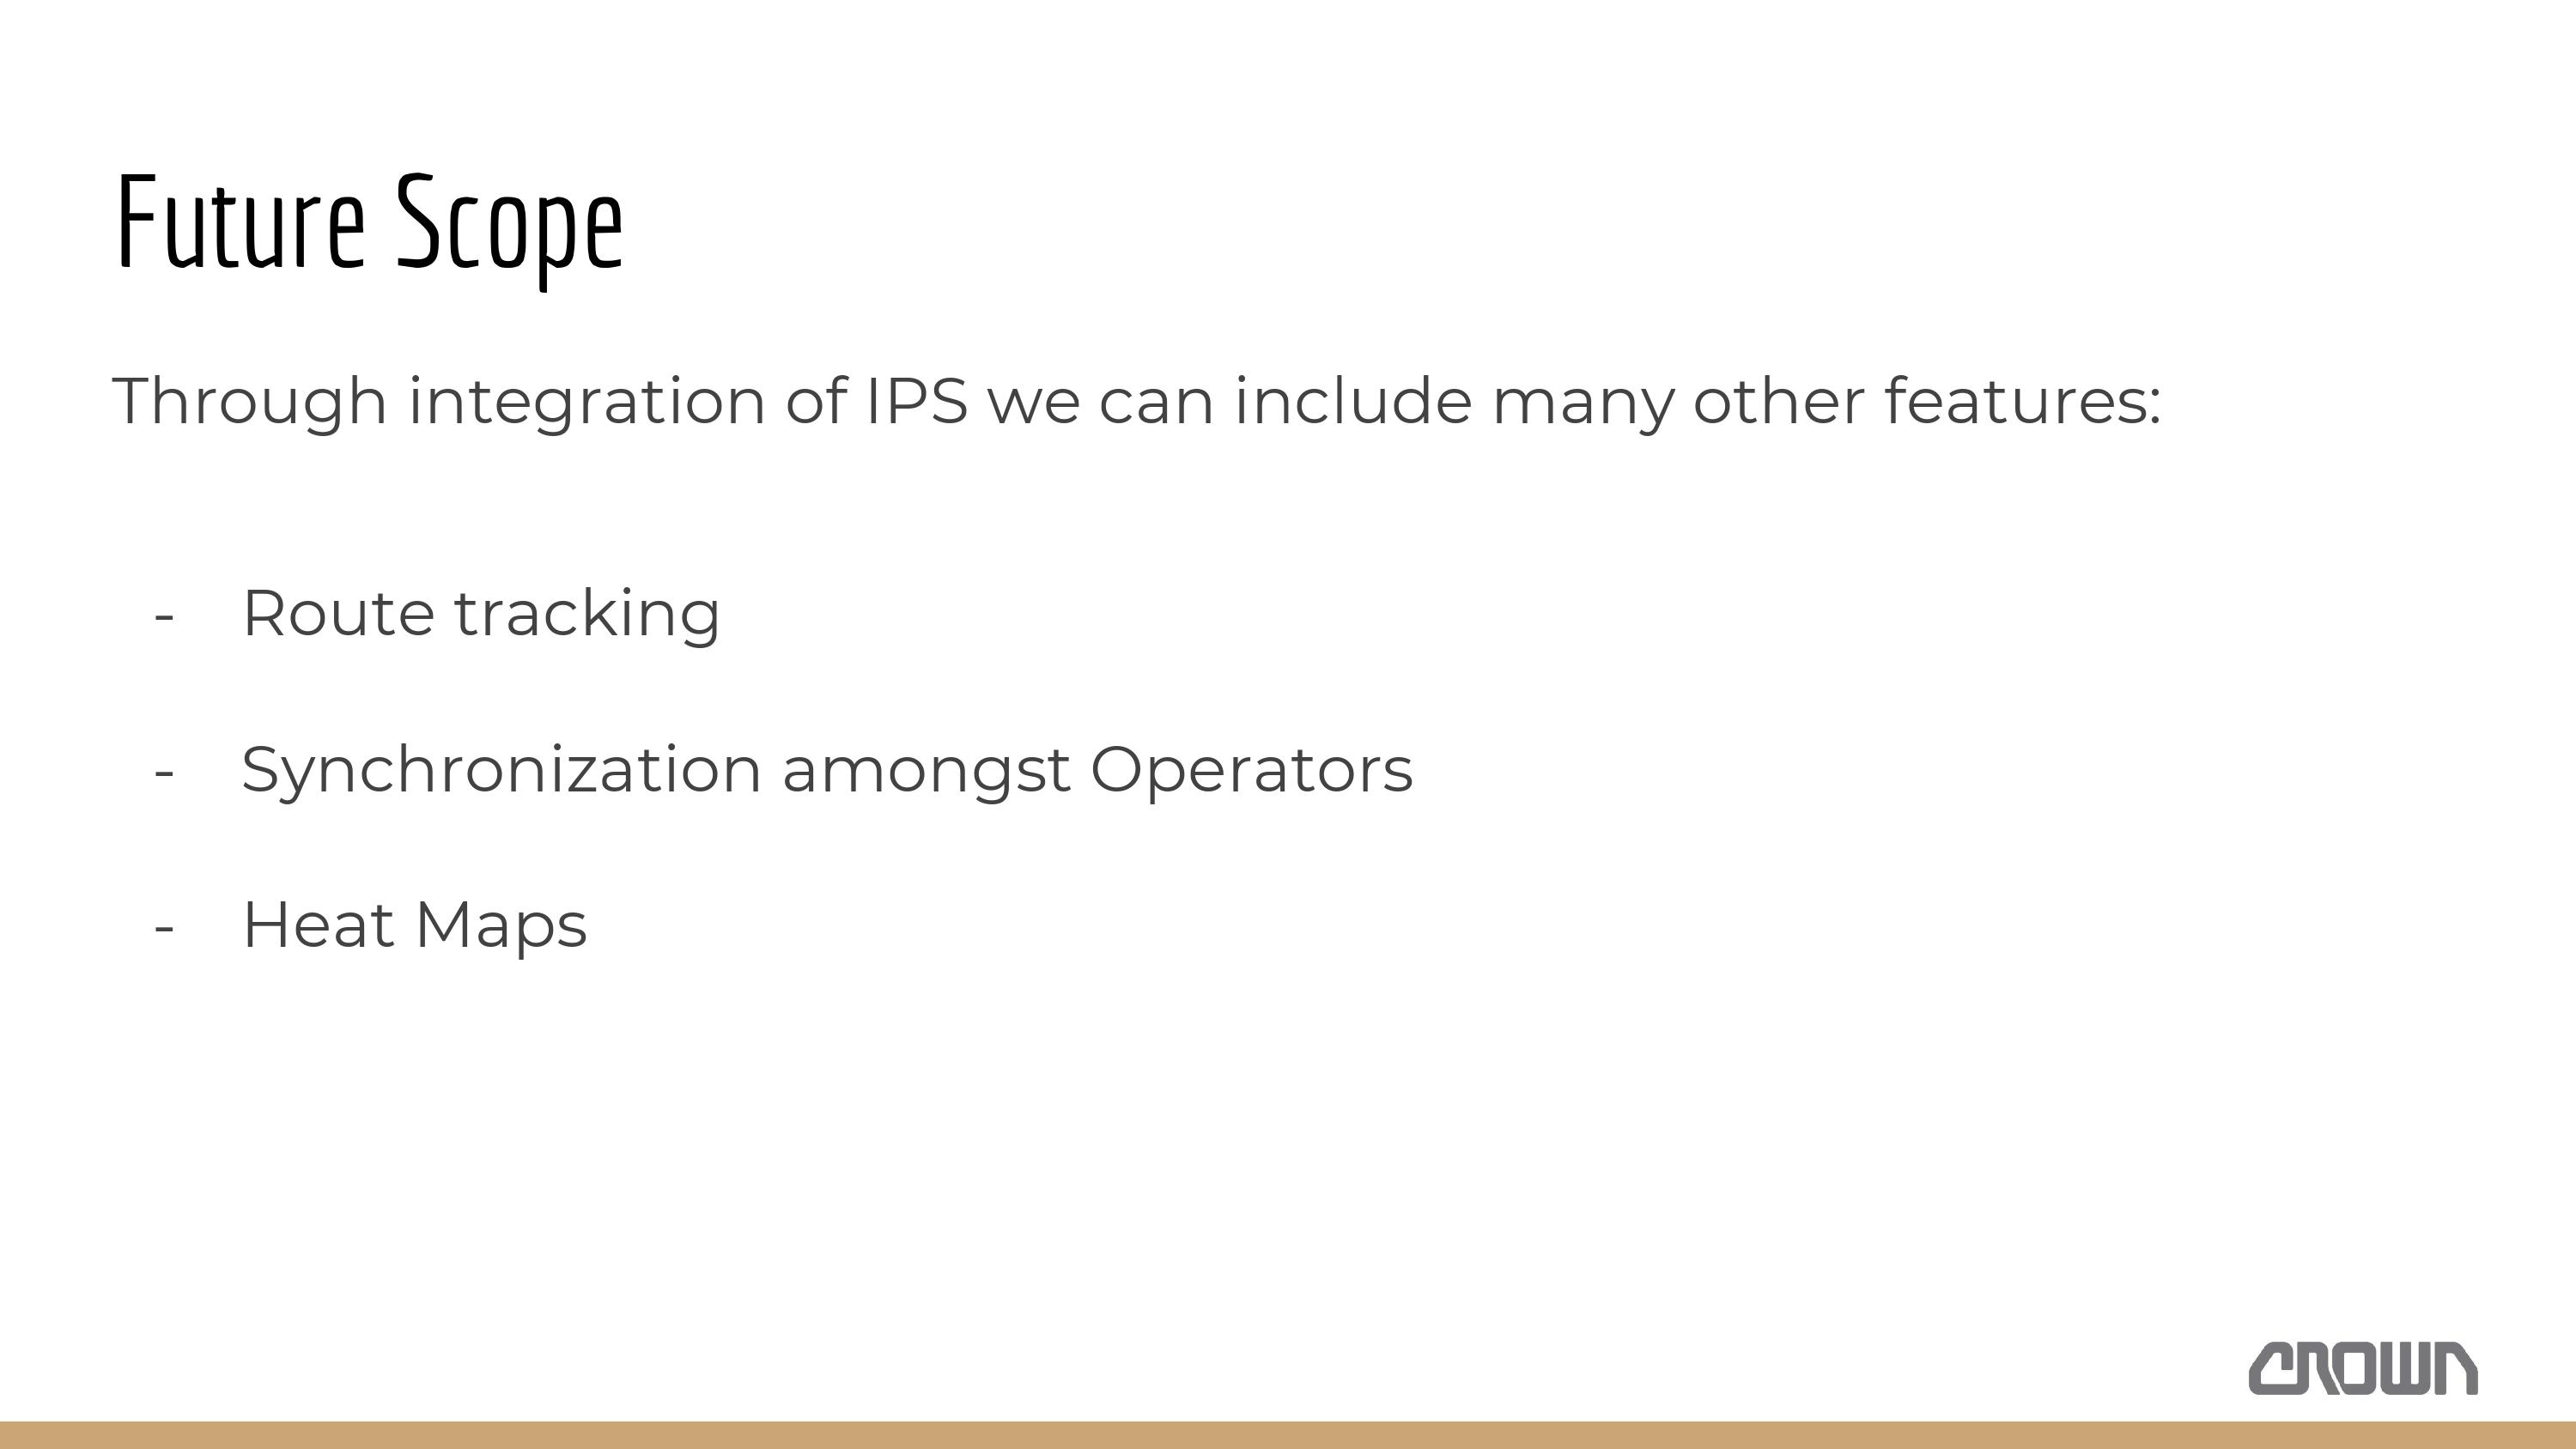 Future Scope
Through integration of IPS we can include many other features:
- Route tracking
- Synchronization amongst Operators
- Heat Maps
CROWN